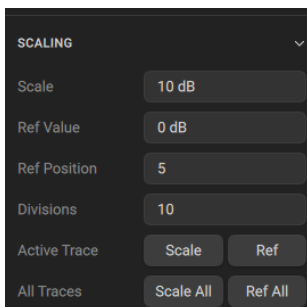 SCALING
Scale 10 dB
Ref Value 0 dB
Ref Position 5
Divisions 10
Active Trace Scale Ref
All Traces Scale All Ref All